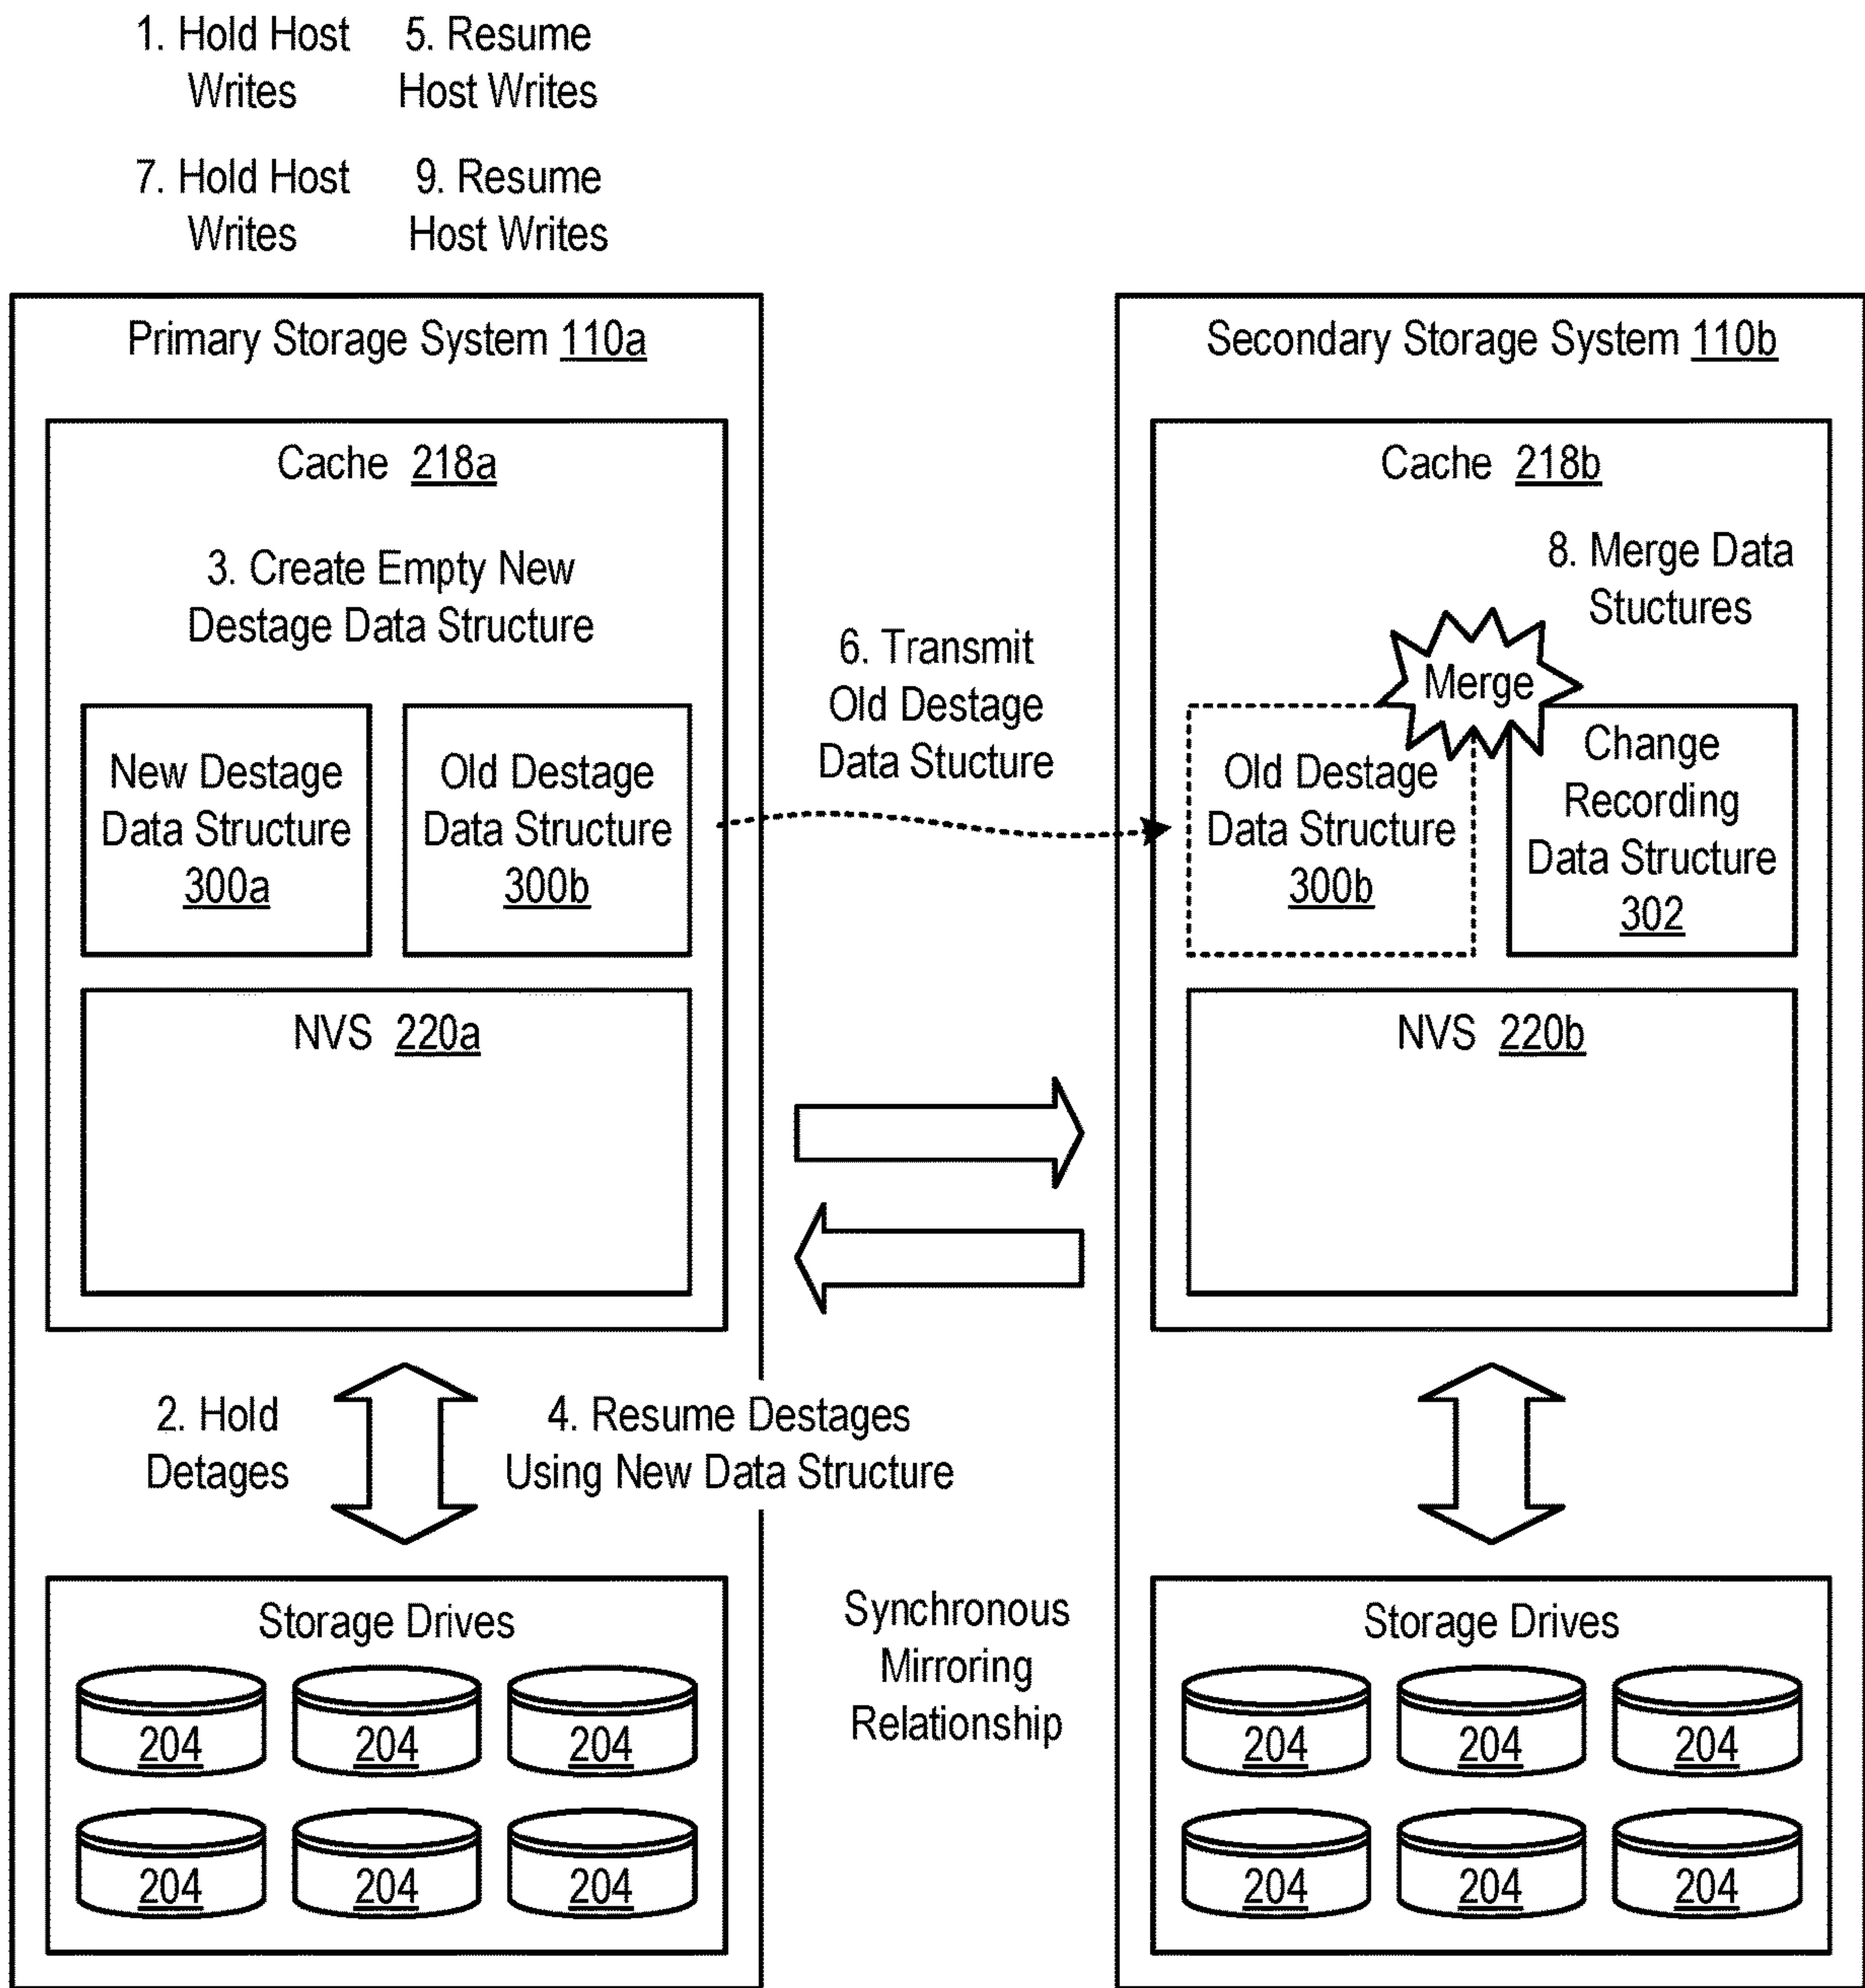 1. Hold Host
Writes
5. Resume
Host Writes
7. Hold Host
Writes
9. Resume
Host Writes
Primary Storage System 110a
Cache 218a
3. Create Empty New
Destage Data Structure
New Destage
Data Structure
300a
Old Destage
Data Structure
300b
NVS 220a
2. Hold
Detages
4. Resume Destages
Using New Data Structure
Storage Drives
204 204 204
204 204 204
6. Transmit
Old Destage
Data Stucture
Synchronous
Mirroring
Relationship
Secondary Storage System 110b
Cache 218b
8. Merge Data
Stuctures
Merge
Old Destage
Data Structure
300b
Change
Recording
Data Structure
302
NVS 220b
Storage Drives
204 204 204
204 204 204